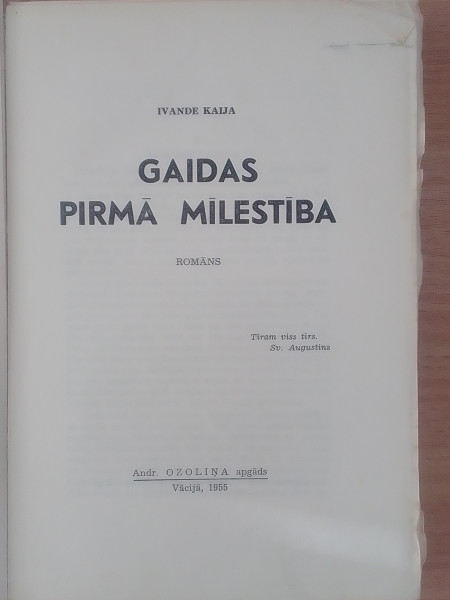 IVANDE KAIJA
GAIDAS
PIRMĀ MĪLESTĪBA
ROMĀNS
Tīram viss tīrs.
Sv. Augustīns
Andr. OZOLIŅA apgāds
Vācijā, 1955